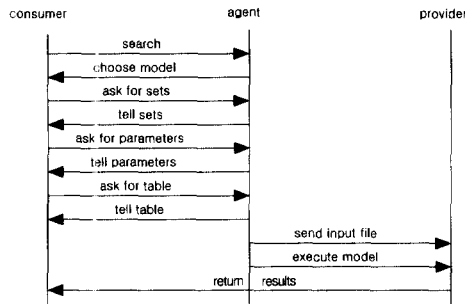 consumer agent provider
search
choose model
ask for sets
tell sets
ask for parameters
tell parameters
ask for table
tell table
send input file
execute model
return results